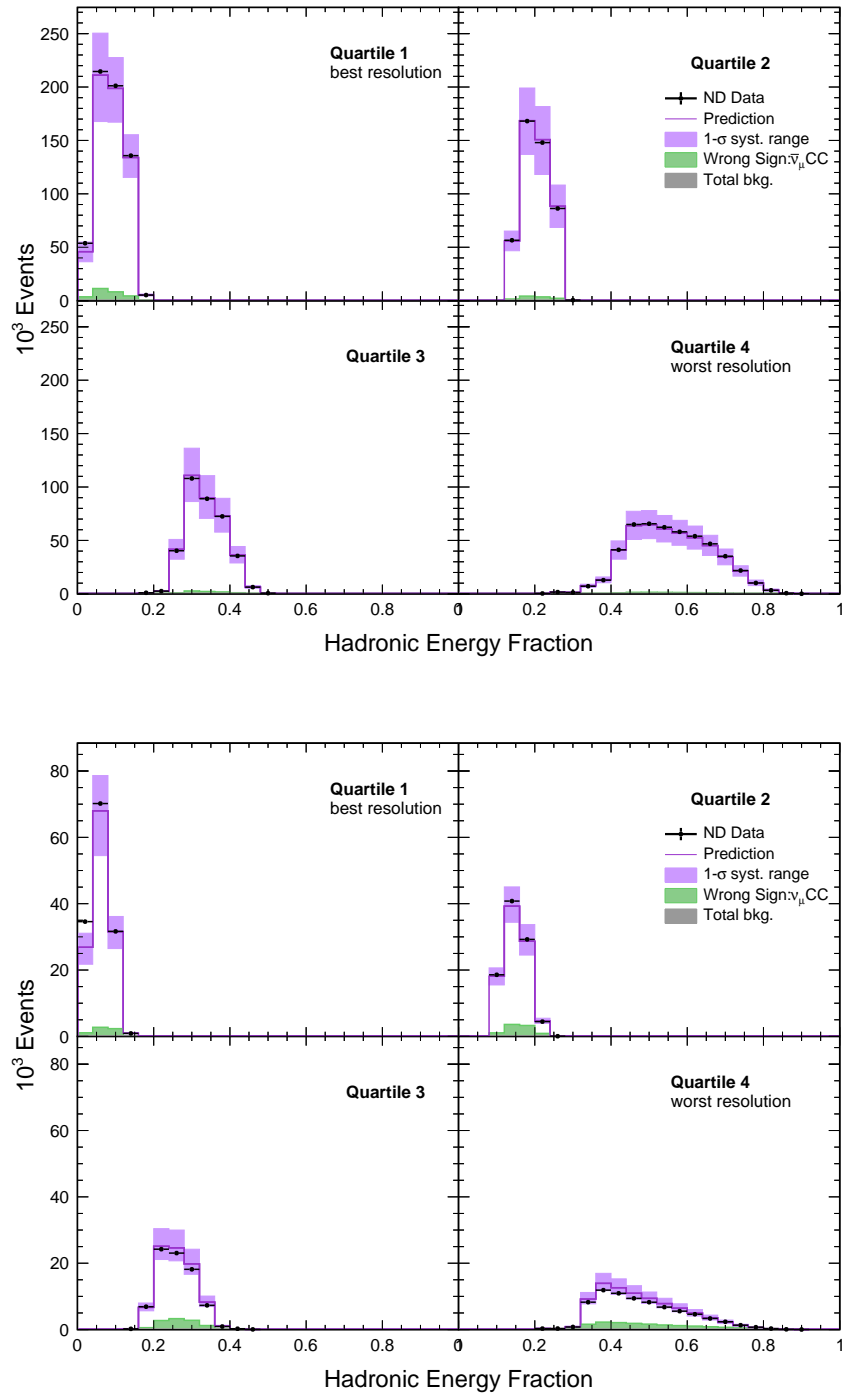 250
200
150
100
50
0
Quartile 1
best resolution
Quartile 2
ND Data
Prediction
1-σ syst. range
Wrong Sign:ν̅μCC
Total bkg.
10³ Events
250
200
150
100
50
0
Quartile 3
Quartile 4
worst resolution
0 0.2 0.4 0.6 0.8 1
0 0.2 0.4 0.6 0.8 1
Hadronic Energy Fraction
80
60
40
20
0
Quartile 1
best resolution
Quartile 2
ND Data
Prediction
1-σ syst. range
Wrong Sign:νμCC
Total bkg.
10³ Events
80
60
40
20
0
Quartile 3
Quartile 4
worst resolution
0 0.2 0.4 0.6 0.8 1
0 0.2 0.4 0.6 0.8 1
Hadronic Energy Fraction